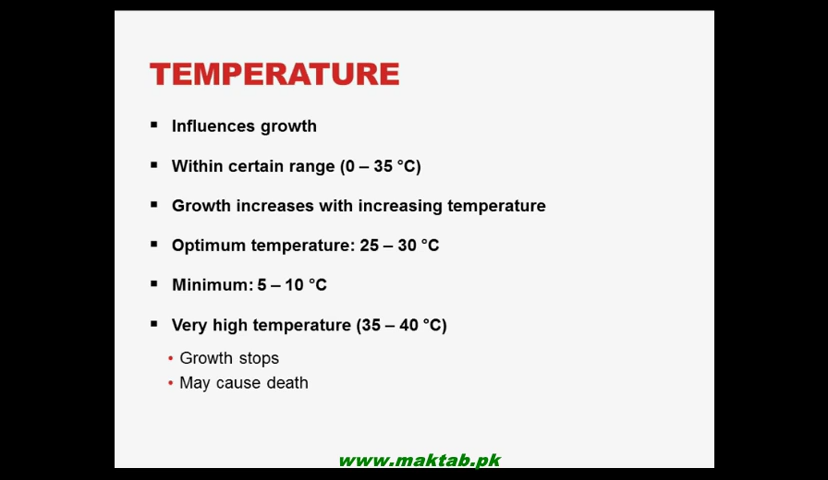 TEMPERATURE
▪ Influences growth
▪ Within certain range (0 – 35 °C)
▪ Growth increases with increasing temperature
▪ Optimum temperature: 25 – 30 °C
▪ Minimum: 5 – 10 °C
▪ Very high temperature (35 – 40 °C)
• Growth stops
• May cause death
www.maktab.pk